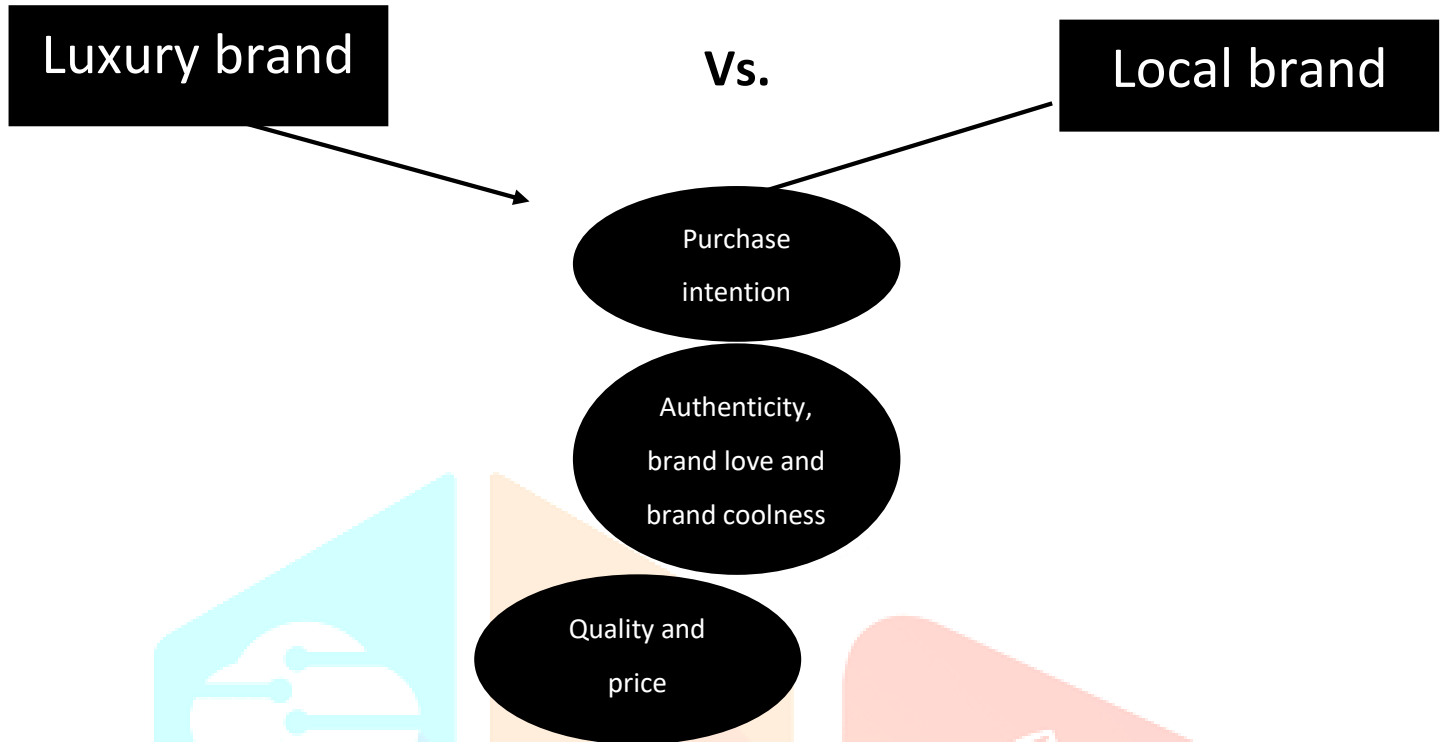 Luxury brand
Vs.
Local brand
Purchase
intention
Authenticity,
brand love and
brand coolness
Quality and
price